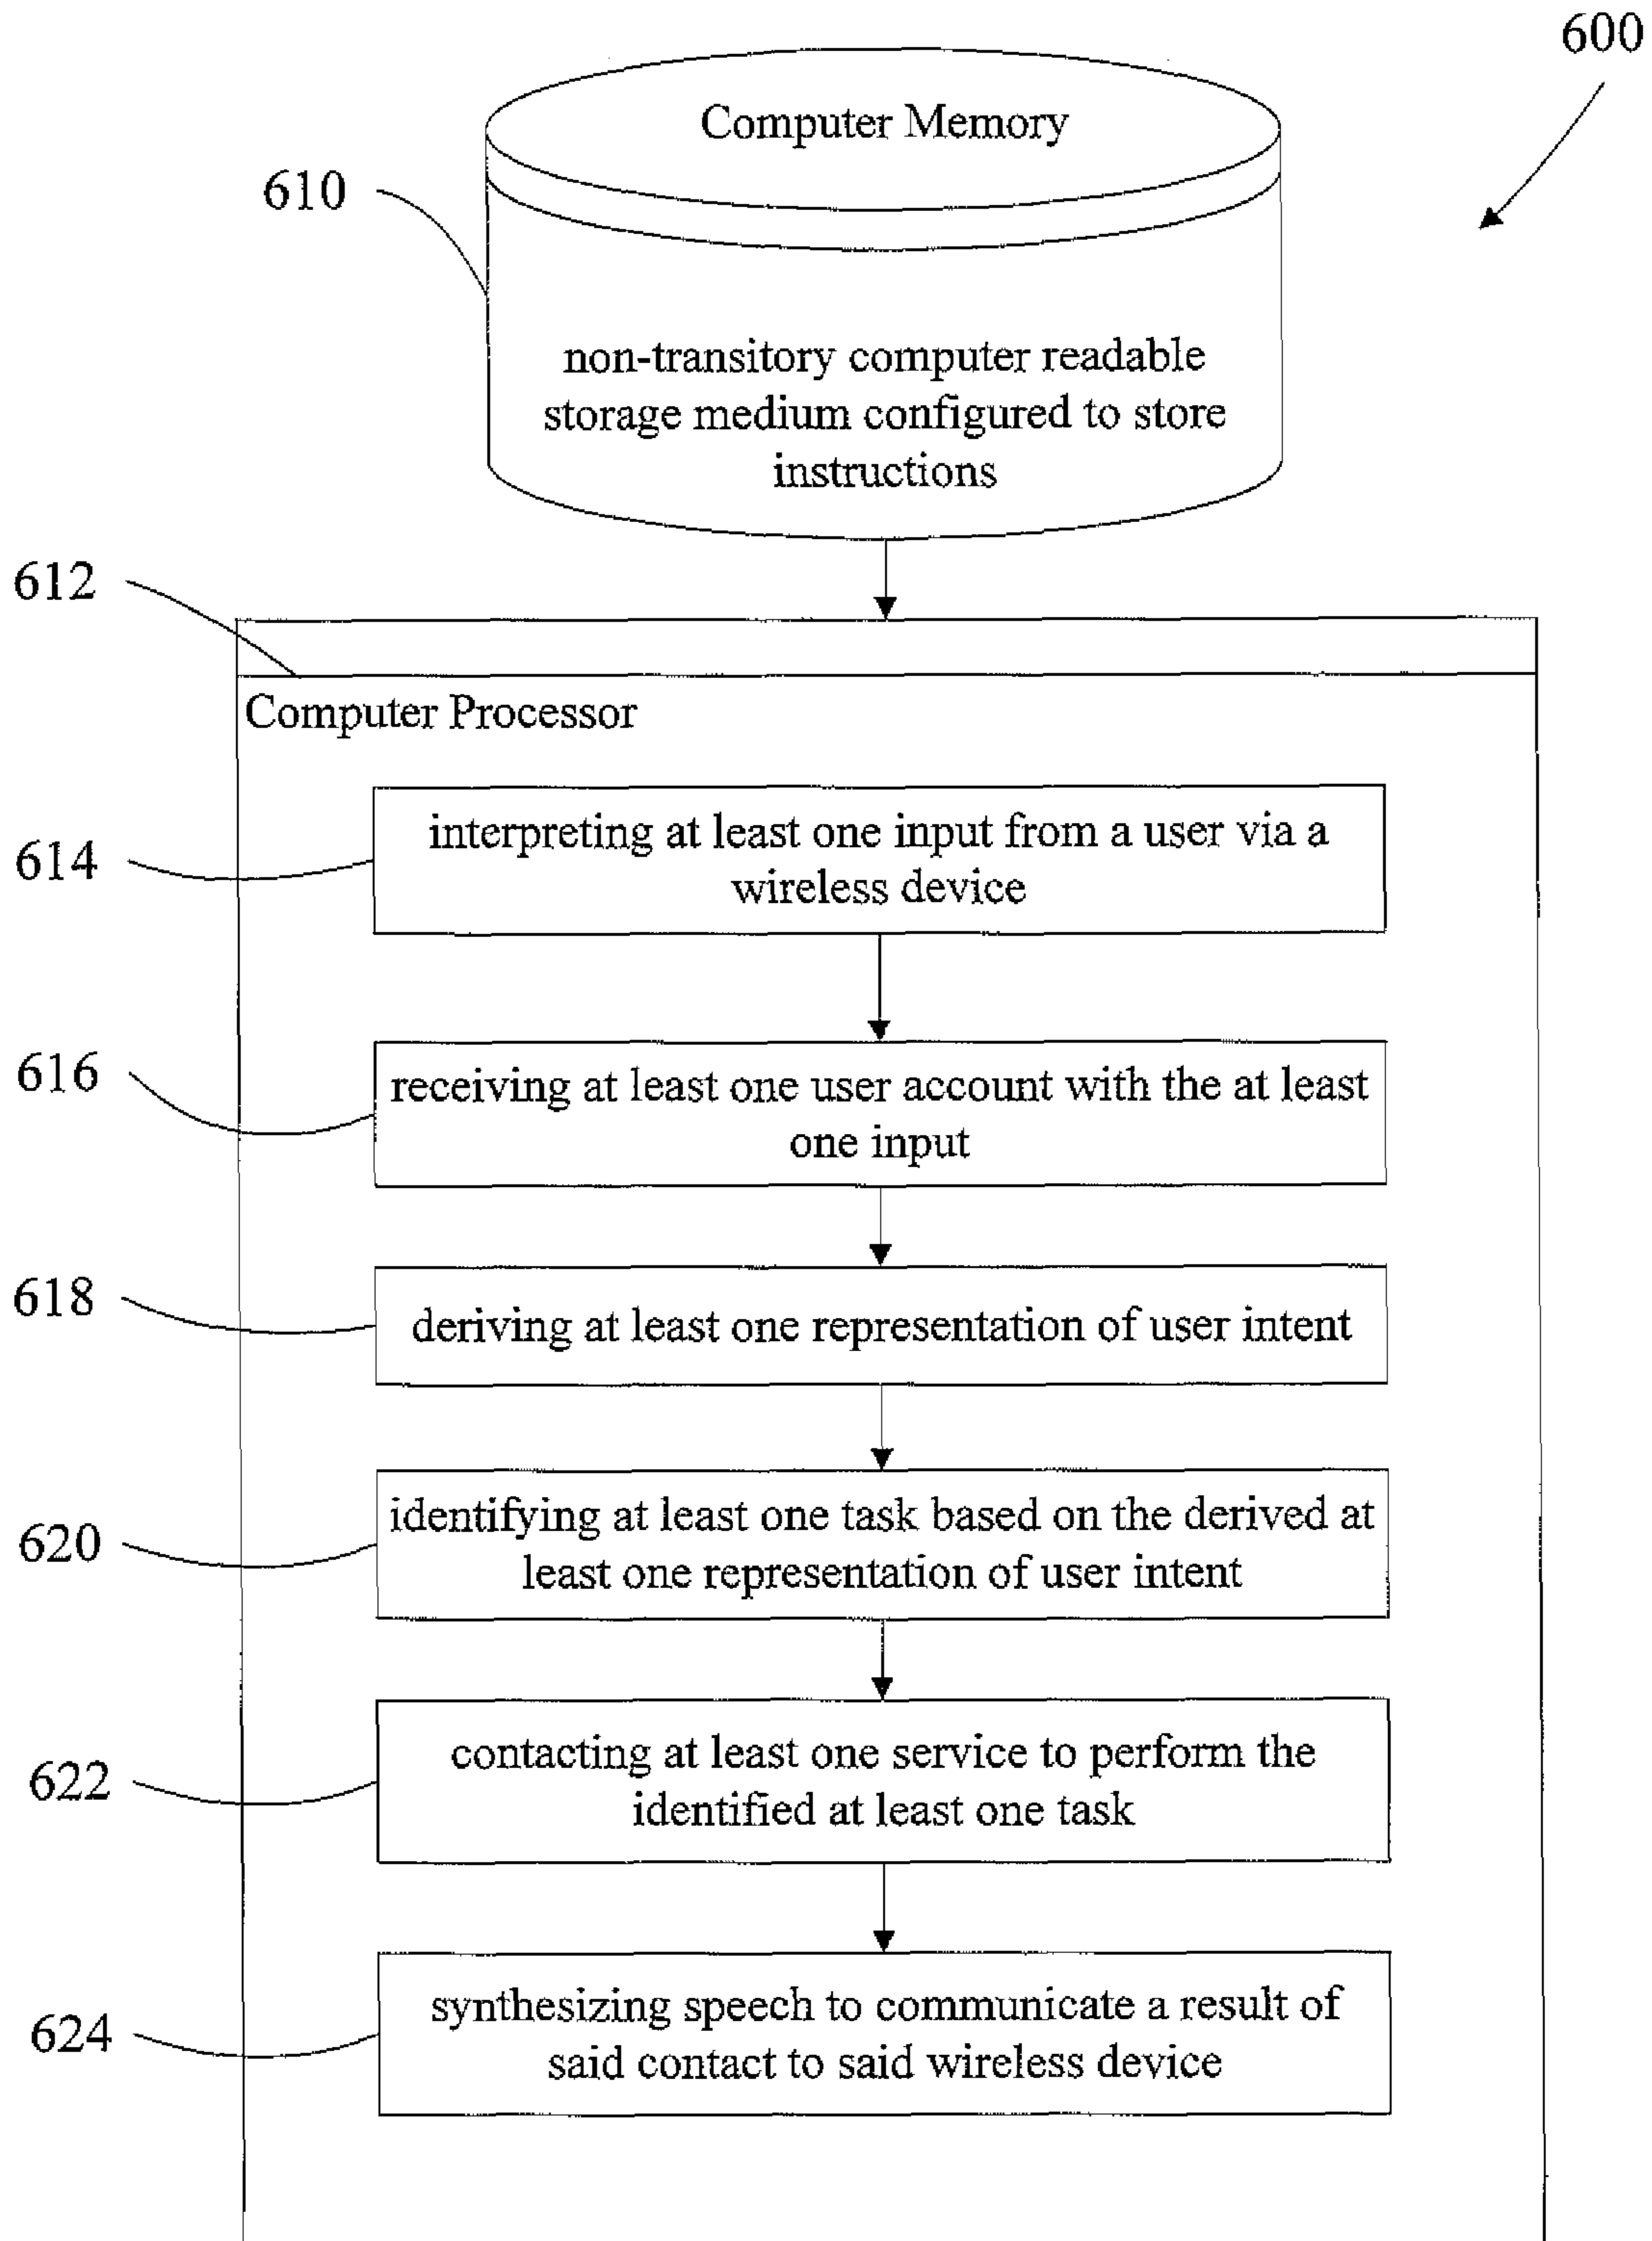 600
Computer Memory
610
non-transitory computer readable
storage medium configured to store
instructions
612
Computer Processor
614
interpreting at least one input from a user via a
wireless device
616
receiving at least one user account with the at least
one input
618
deriving at least one representation of user intent
620
identifying at least one task based on the derived at
least one representation of user intent
622
contacting at least one service to perform the
identified at least one task
624
synthesizing speech to communicate a result of
said contact to said wireless device